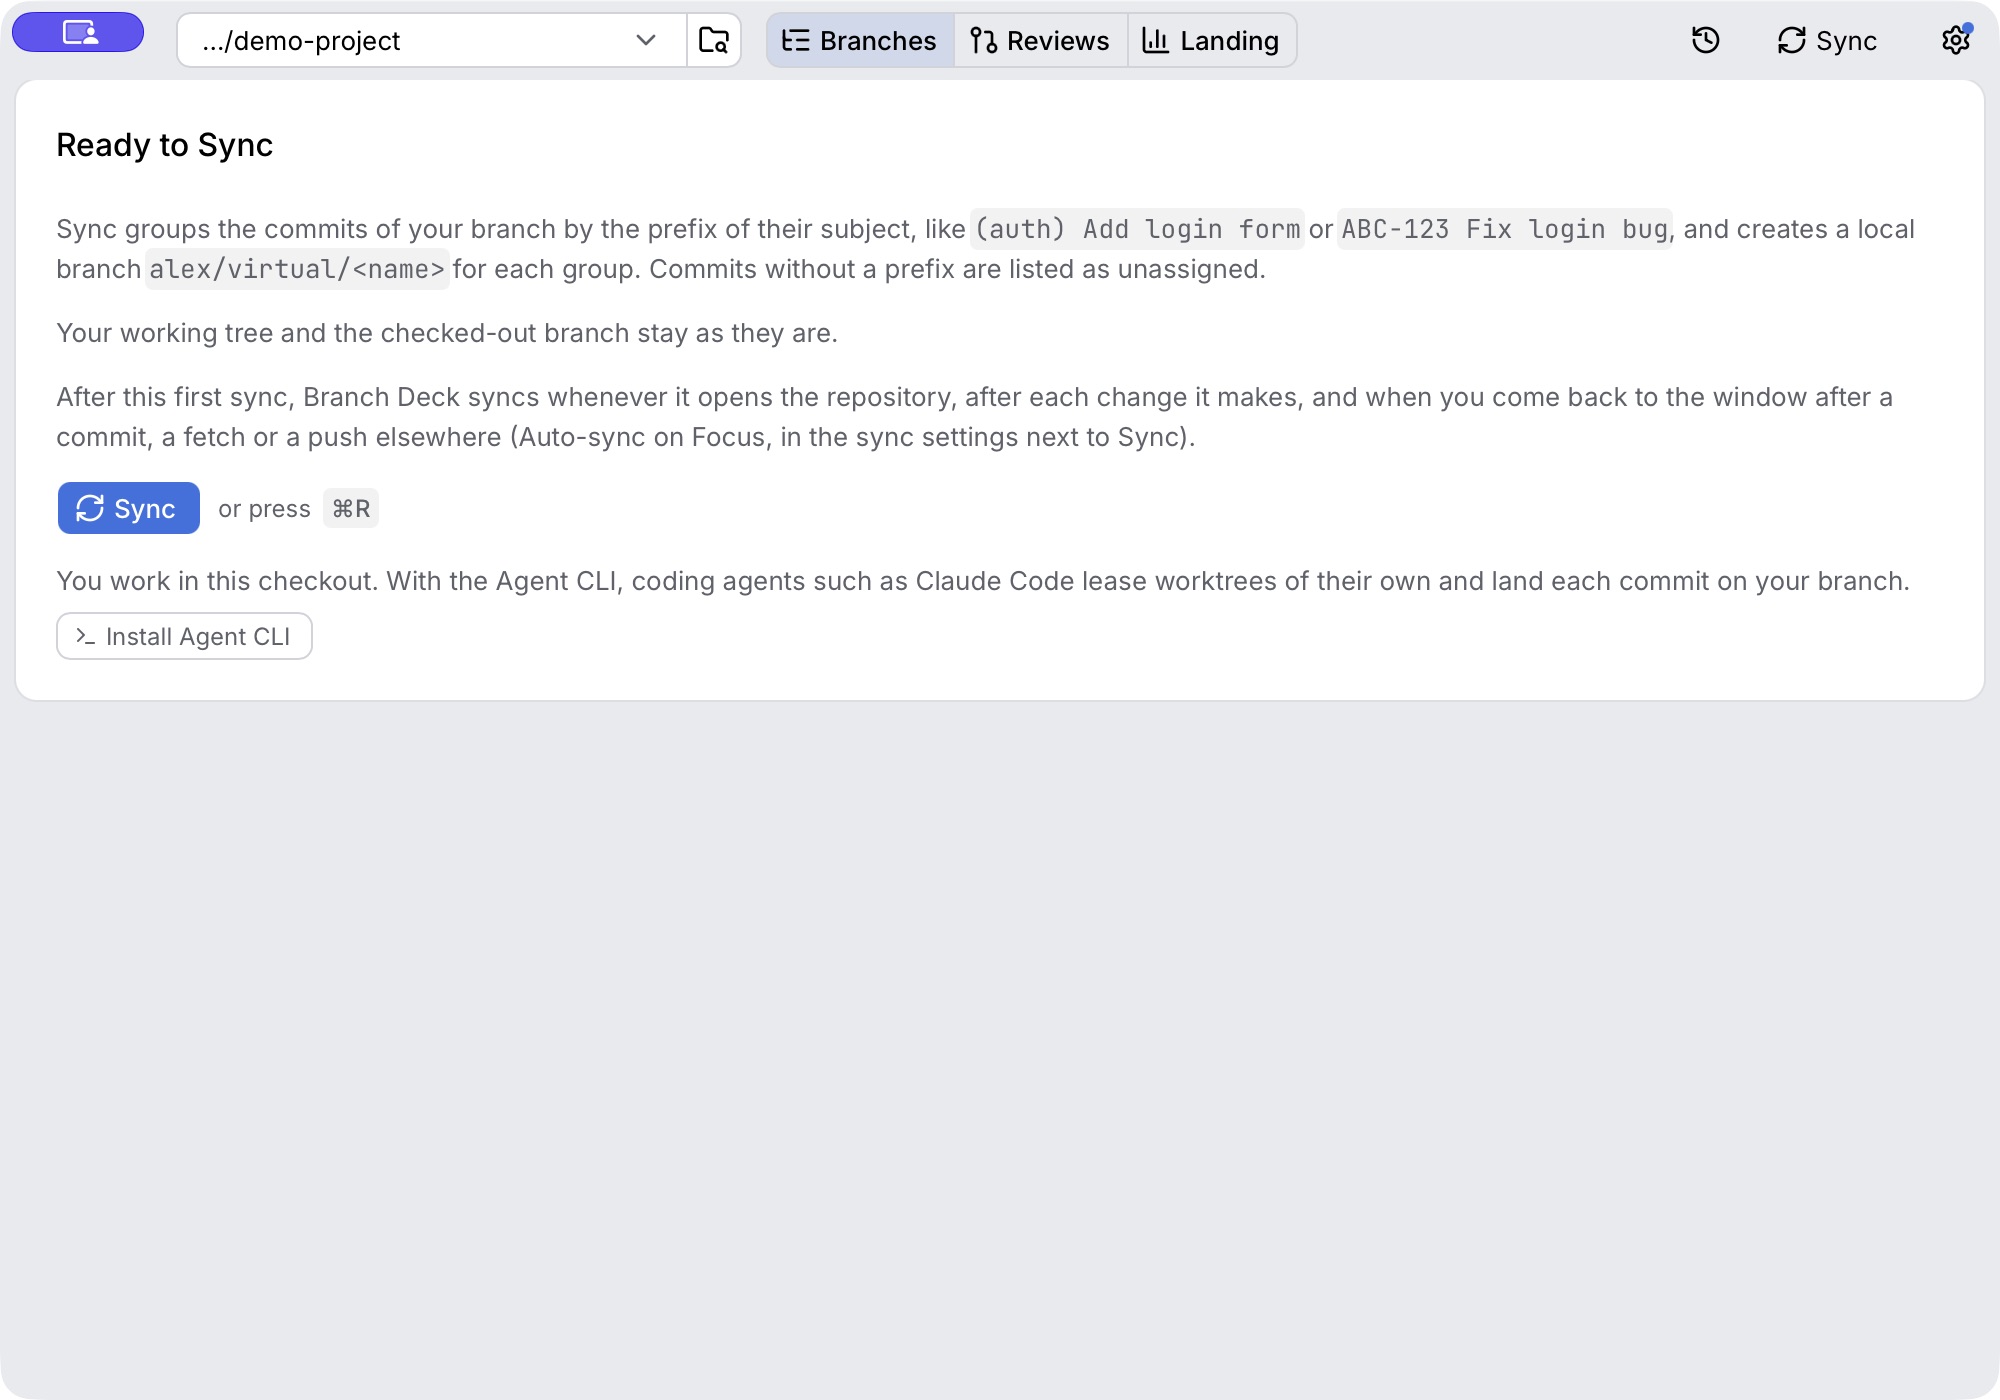 .../demo-project
Branches
Reviews
Landing
Sync
Ready to Sync
Sync groups the commits of your branch by the prefix of their subject, like (auth) Add login form or ABC-123 Fix login bug, and creates a local
branch alex/virtual/<name> for each group. Commits without a prefix are listed as unassigned.
Your working tree and the checked-out branch stay as they are.
After this first sync, Branch Deck syncs whenever it opens the repository, after each change it makes, and when you come back to the window after a
commit, a fetch or a push elsewhere (Auto-sync on Focus, in the sync settings next to Sync).
Sync or press ⌘R
You work in this checkout. With the Agent CLI, coding agents such as Claude Code lease worktrees of their own and land each commit on your branch.
Install Agent CLI